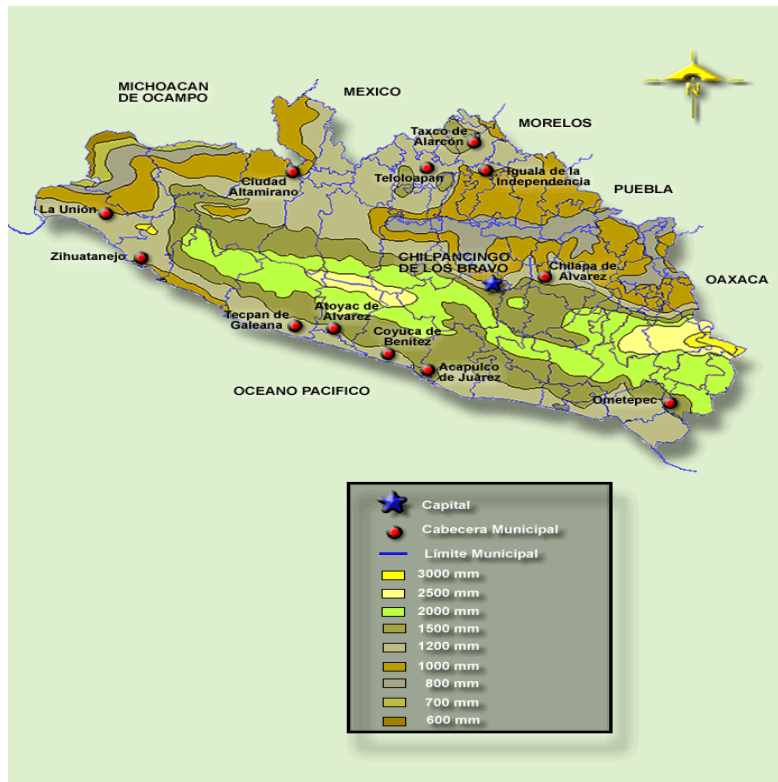 MICHOACAN
DE OCAMPO
MEXICO
N
MORELOS
Taxco de
Alarcón
Teloloapan
Iguala de la
Independencia
Ciudad
Altamirano
PUEBLA
La Unión
Zihuatanejo
CHILPANCINGO
DE LOS BRAVO
Chilapa de
Alvarez
OAXACA
Tecpan de
Galeana
Atoyac de
Alvarez
Coyuca de
Benítez
Acapulco
de Juárez
OCEANO PACIFICO
Ometepec
Capital
Cabecera Municipal
Límite Municipal
3000 mm
2500 mm
2000 mm
1500 mm
1200 mm
1000 mm
800 mm
700 mm
600 mm